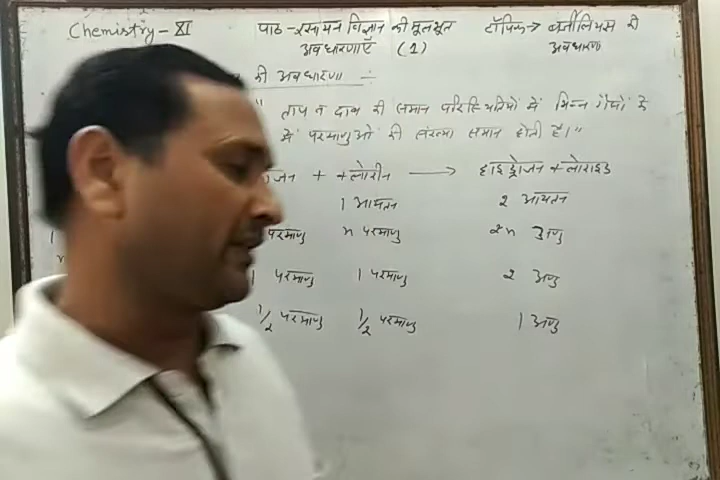 Chemistry - XI पाठ - रसायन विज्ञान की मूलभूत टॉपिक → बर्जीलियस की
अवधारणाएँ (1) अवधारणा
की अवधारणा :-
" ताप व दाब की समान परिस्थितियों में भिन्न गैसों के
में परमाणुओं की संख्या समान होती है।"
जन + क्लोरीन → हाइड्रोजन क्लोराइड
1 आयतन 2 आयतन
1 परमाणु n परमाणु 2n अणु
1 परमाणु 1 परमाणु 2 अणु
1/2 परमाणु 1/2 परमाणु 1 अणु